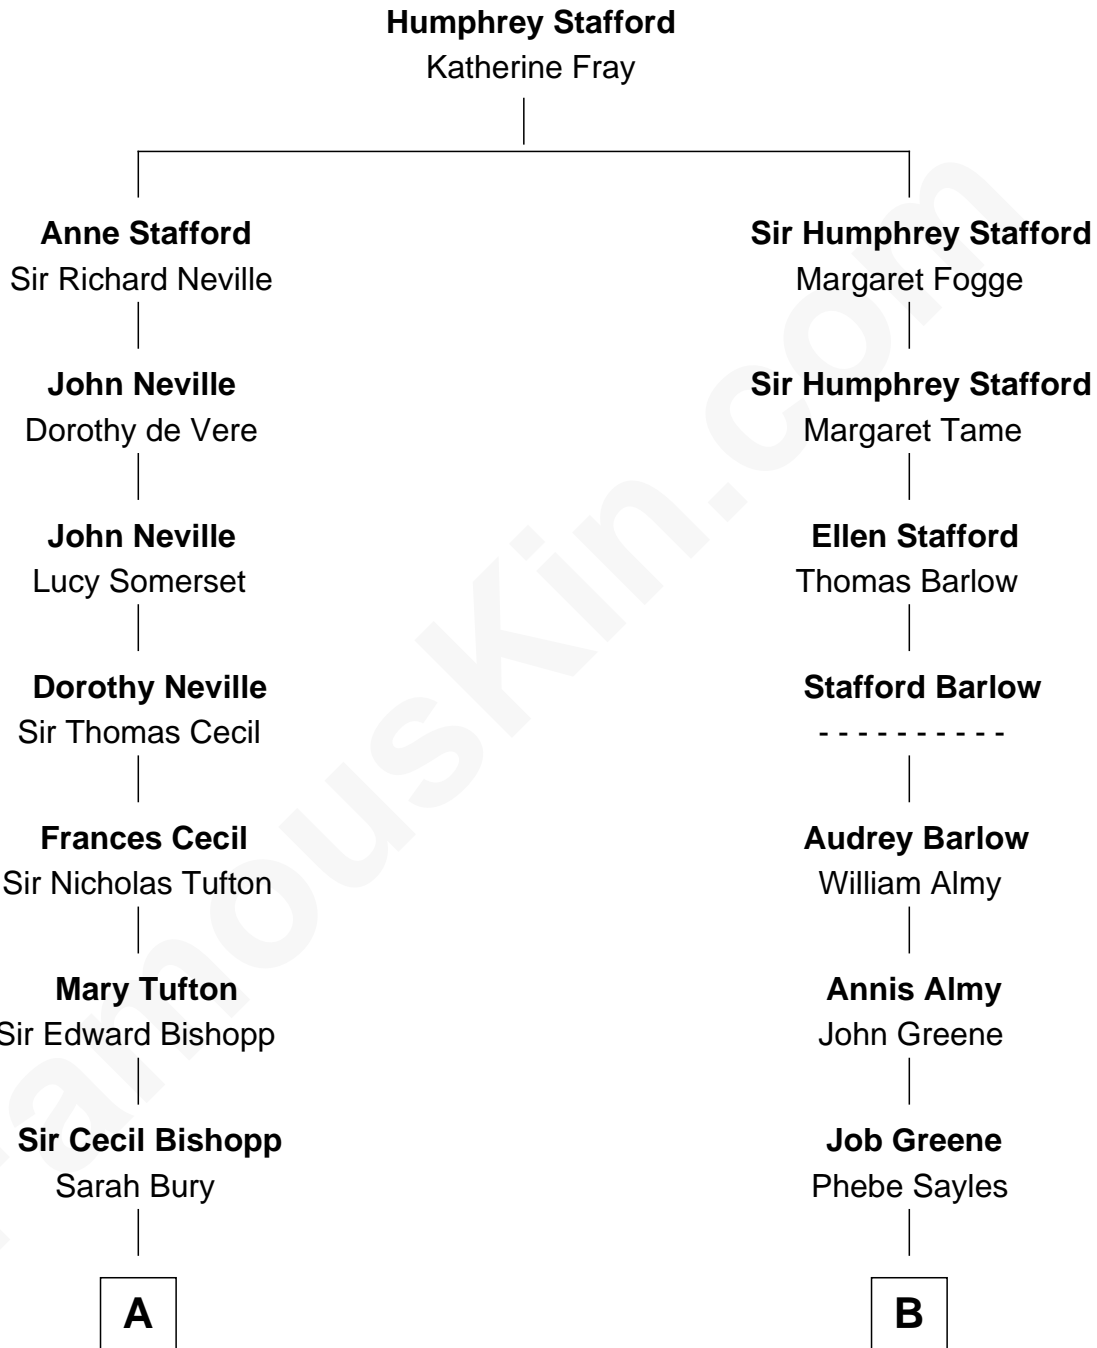 Humphrey Stafford
Katherine Fray
Anne Stafford
Sir Richard Neville
John Neville
Dorothy de Vere
John Neville
Lucy Somerset
Dorothy Neville
Sir Thomas Cecil
Frances Cecil
Sir Nicholas Tufton
Mary Tufton
Sir Edward Bishopp
Sir Cecil Bishopp
Sarah Bury
A
Sir Humphrey Stafford
Margaret Fogge
Sir Humphrey Stafford
Margaret Tame
Ellen Stafford
Thomas Barlow
Stafford Barlow
- - - - - - - - - -
Audrey Barlow
William Almy
Annis Almy
John Greene
Job Greene
Phebe Sayles
B
FamousKin.com